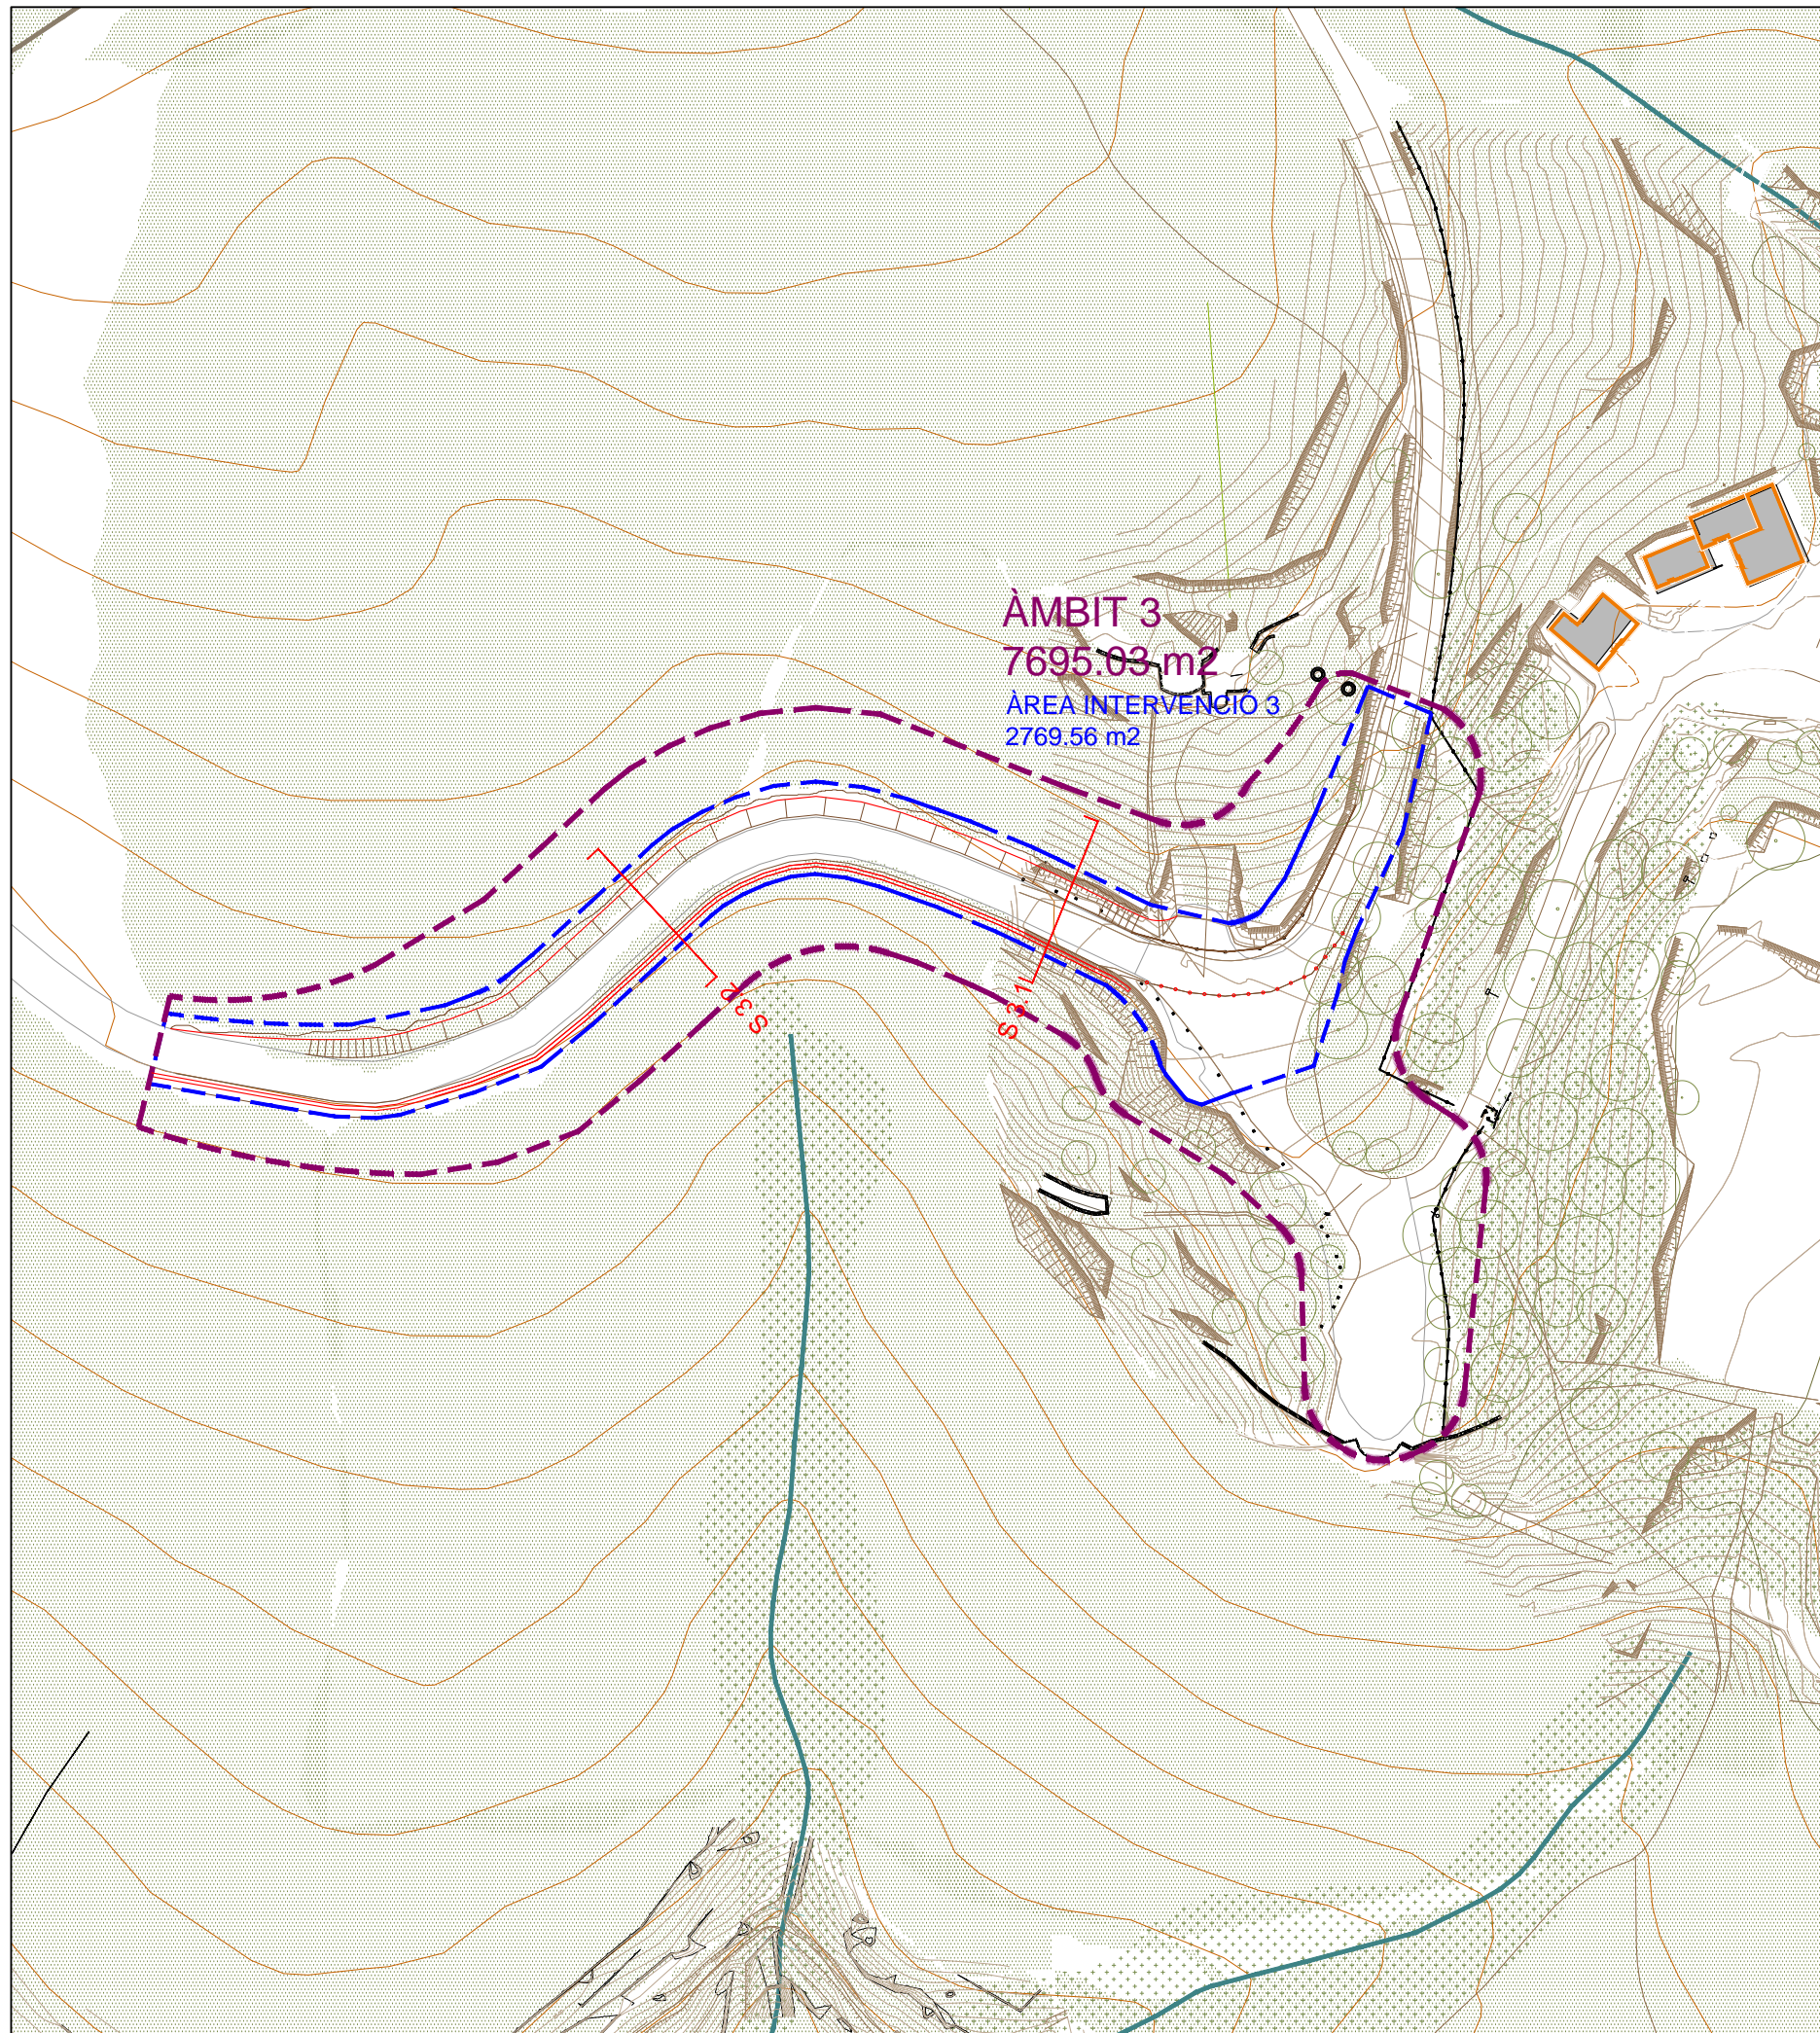 ÀMBIT 3
7695.03 m2
ÀREA INTERVENCIÓ 3
2769.56 m2
S 3.2
S 3.1